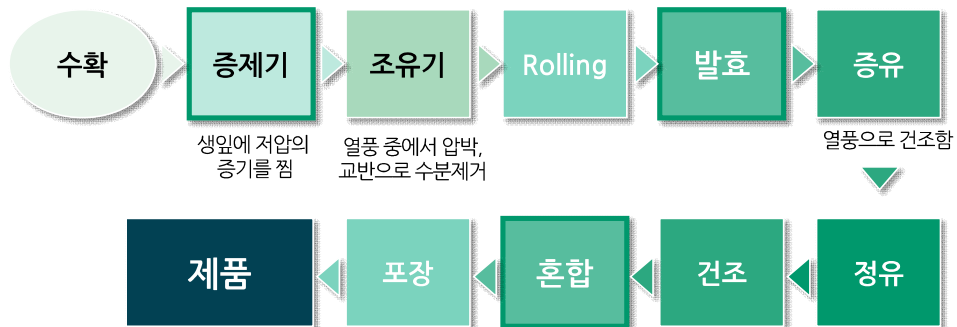 수확
증제기
조유기
Rolling
발효
증유
생잎에 저압의
증기를 찜
열풍 중에서 압박,
교반으로 수분제거
열풍으로 건조함
제품
포장
혼합
건조
정유